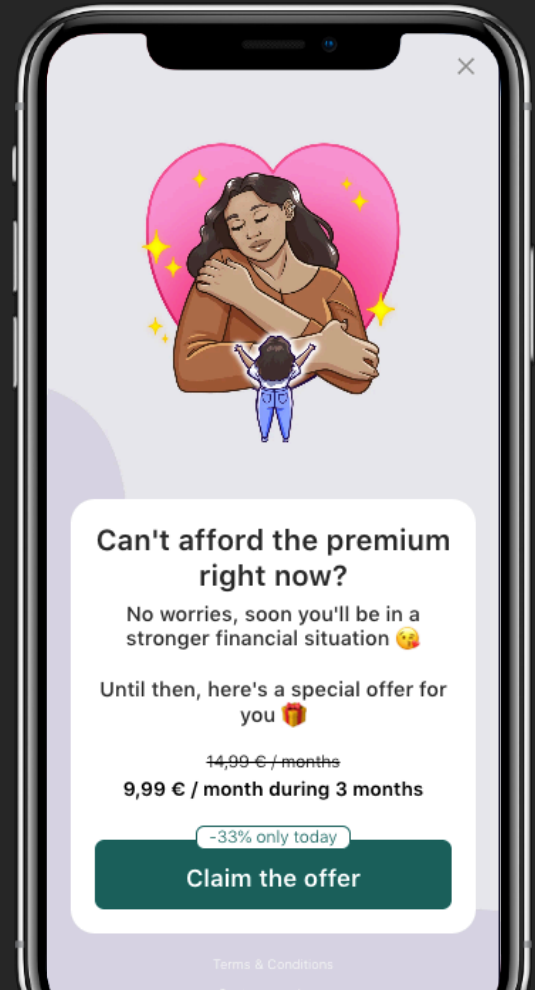 Can't afford the premium
right now?
No worries, soon you'll be in a
stronger financial situation 😘
Until then, here's a special offer for
you 🎁
14,99 € / months
9,99 € / month during 3 months
-33% only today
Claim the offer
Terms & Conditions